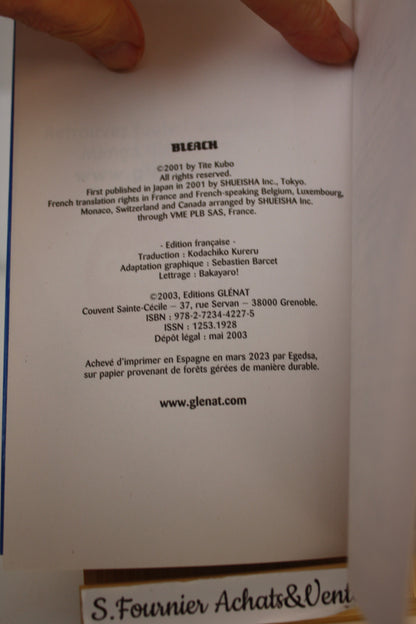 BLEACH
©2001 by Tite Kubo
All rights reserved.
First published in Japan in 2001 by SHUEISHA Inc., Tokyo.
French translation rights in France and French-speaking Belgium, Luxembourg,
Monaco, Switzerland and Canada arranged by SHUEISHA Inc.
through VME PLB SAS, France.
- Edition française -
Traduction : Kodachiko Kureru
Adaptation graphique : Sebastien Barcet
Lettrage : Bakayaro!
©2003, Editions GLÉNAT
Couvent Sainte-Cécile – 37, rue Servan – 38000 Grenoble.
ISBN : 978-2-7234-4227-5
ISSN : 1253.1928
Dépôt légal : mai 2003
Achevé d'imprimer en Espagne en mars 2023 par Egedsa,
sur papier provenant de forêts gérées de manière durable.
www.glenat.com
S.Fournier Achats&Vent